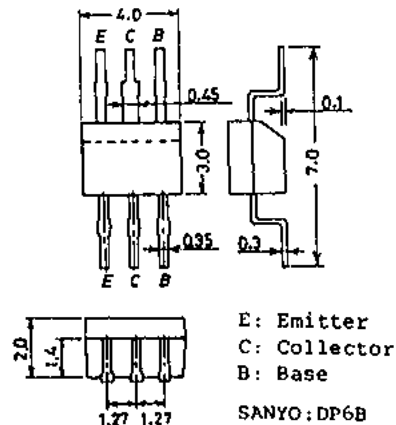 4.0
E C B
0.45
0.1
3.0
7.0
0.35
0.3
E C B
2.0
1.4
1.27 1.27
E: Emitter
C: Collector
B: Base
SANYO:DP6B